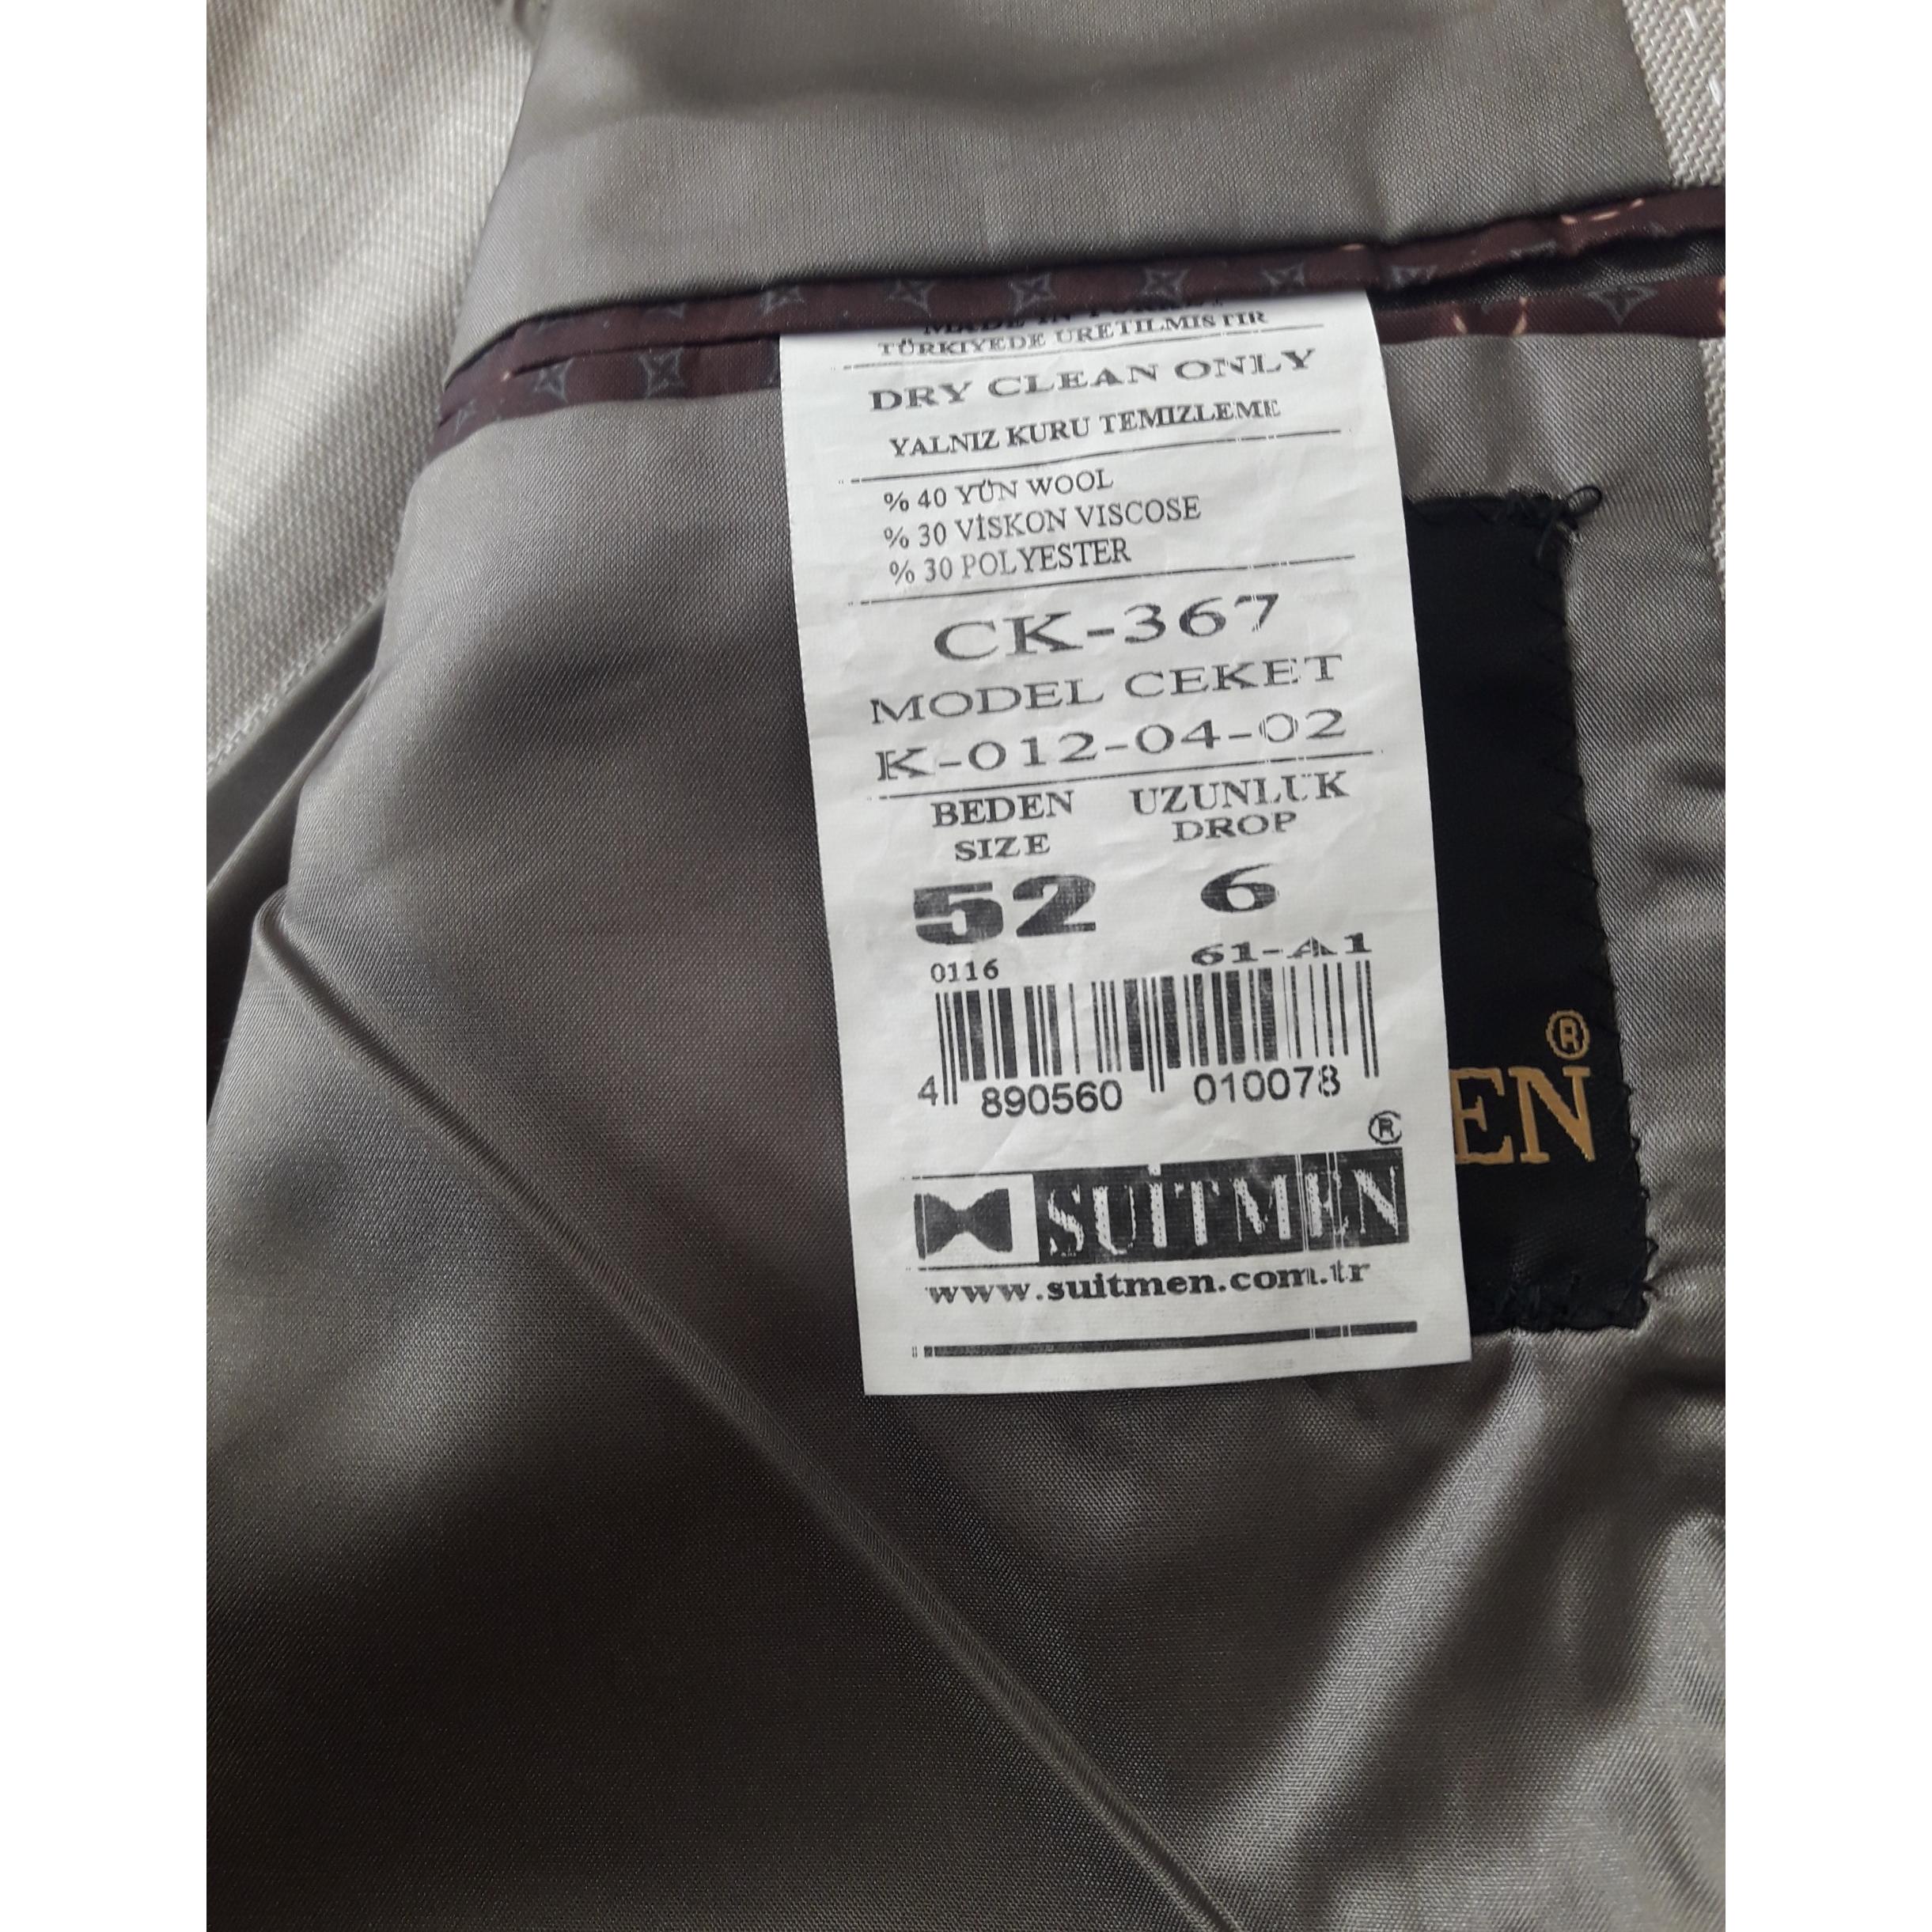 MADE IN TURKEY
TÜRKIYEDE URETILMISTIR
DRY CLEAN ONLY
YALNIZ KURU TEMIZLEME
% 40 YÜN WOOL
% 30 VİSKON VISCOSE
% 30 POLYESTER
CK-367
MODEL CEKET
K-012-04-02
BEDEN UZUNLUK
SIZE DROP
52 6
0116 61-A1
4 890560 010078
®
SUİTMEN
www.suitmen.com.tr
®
EN